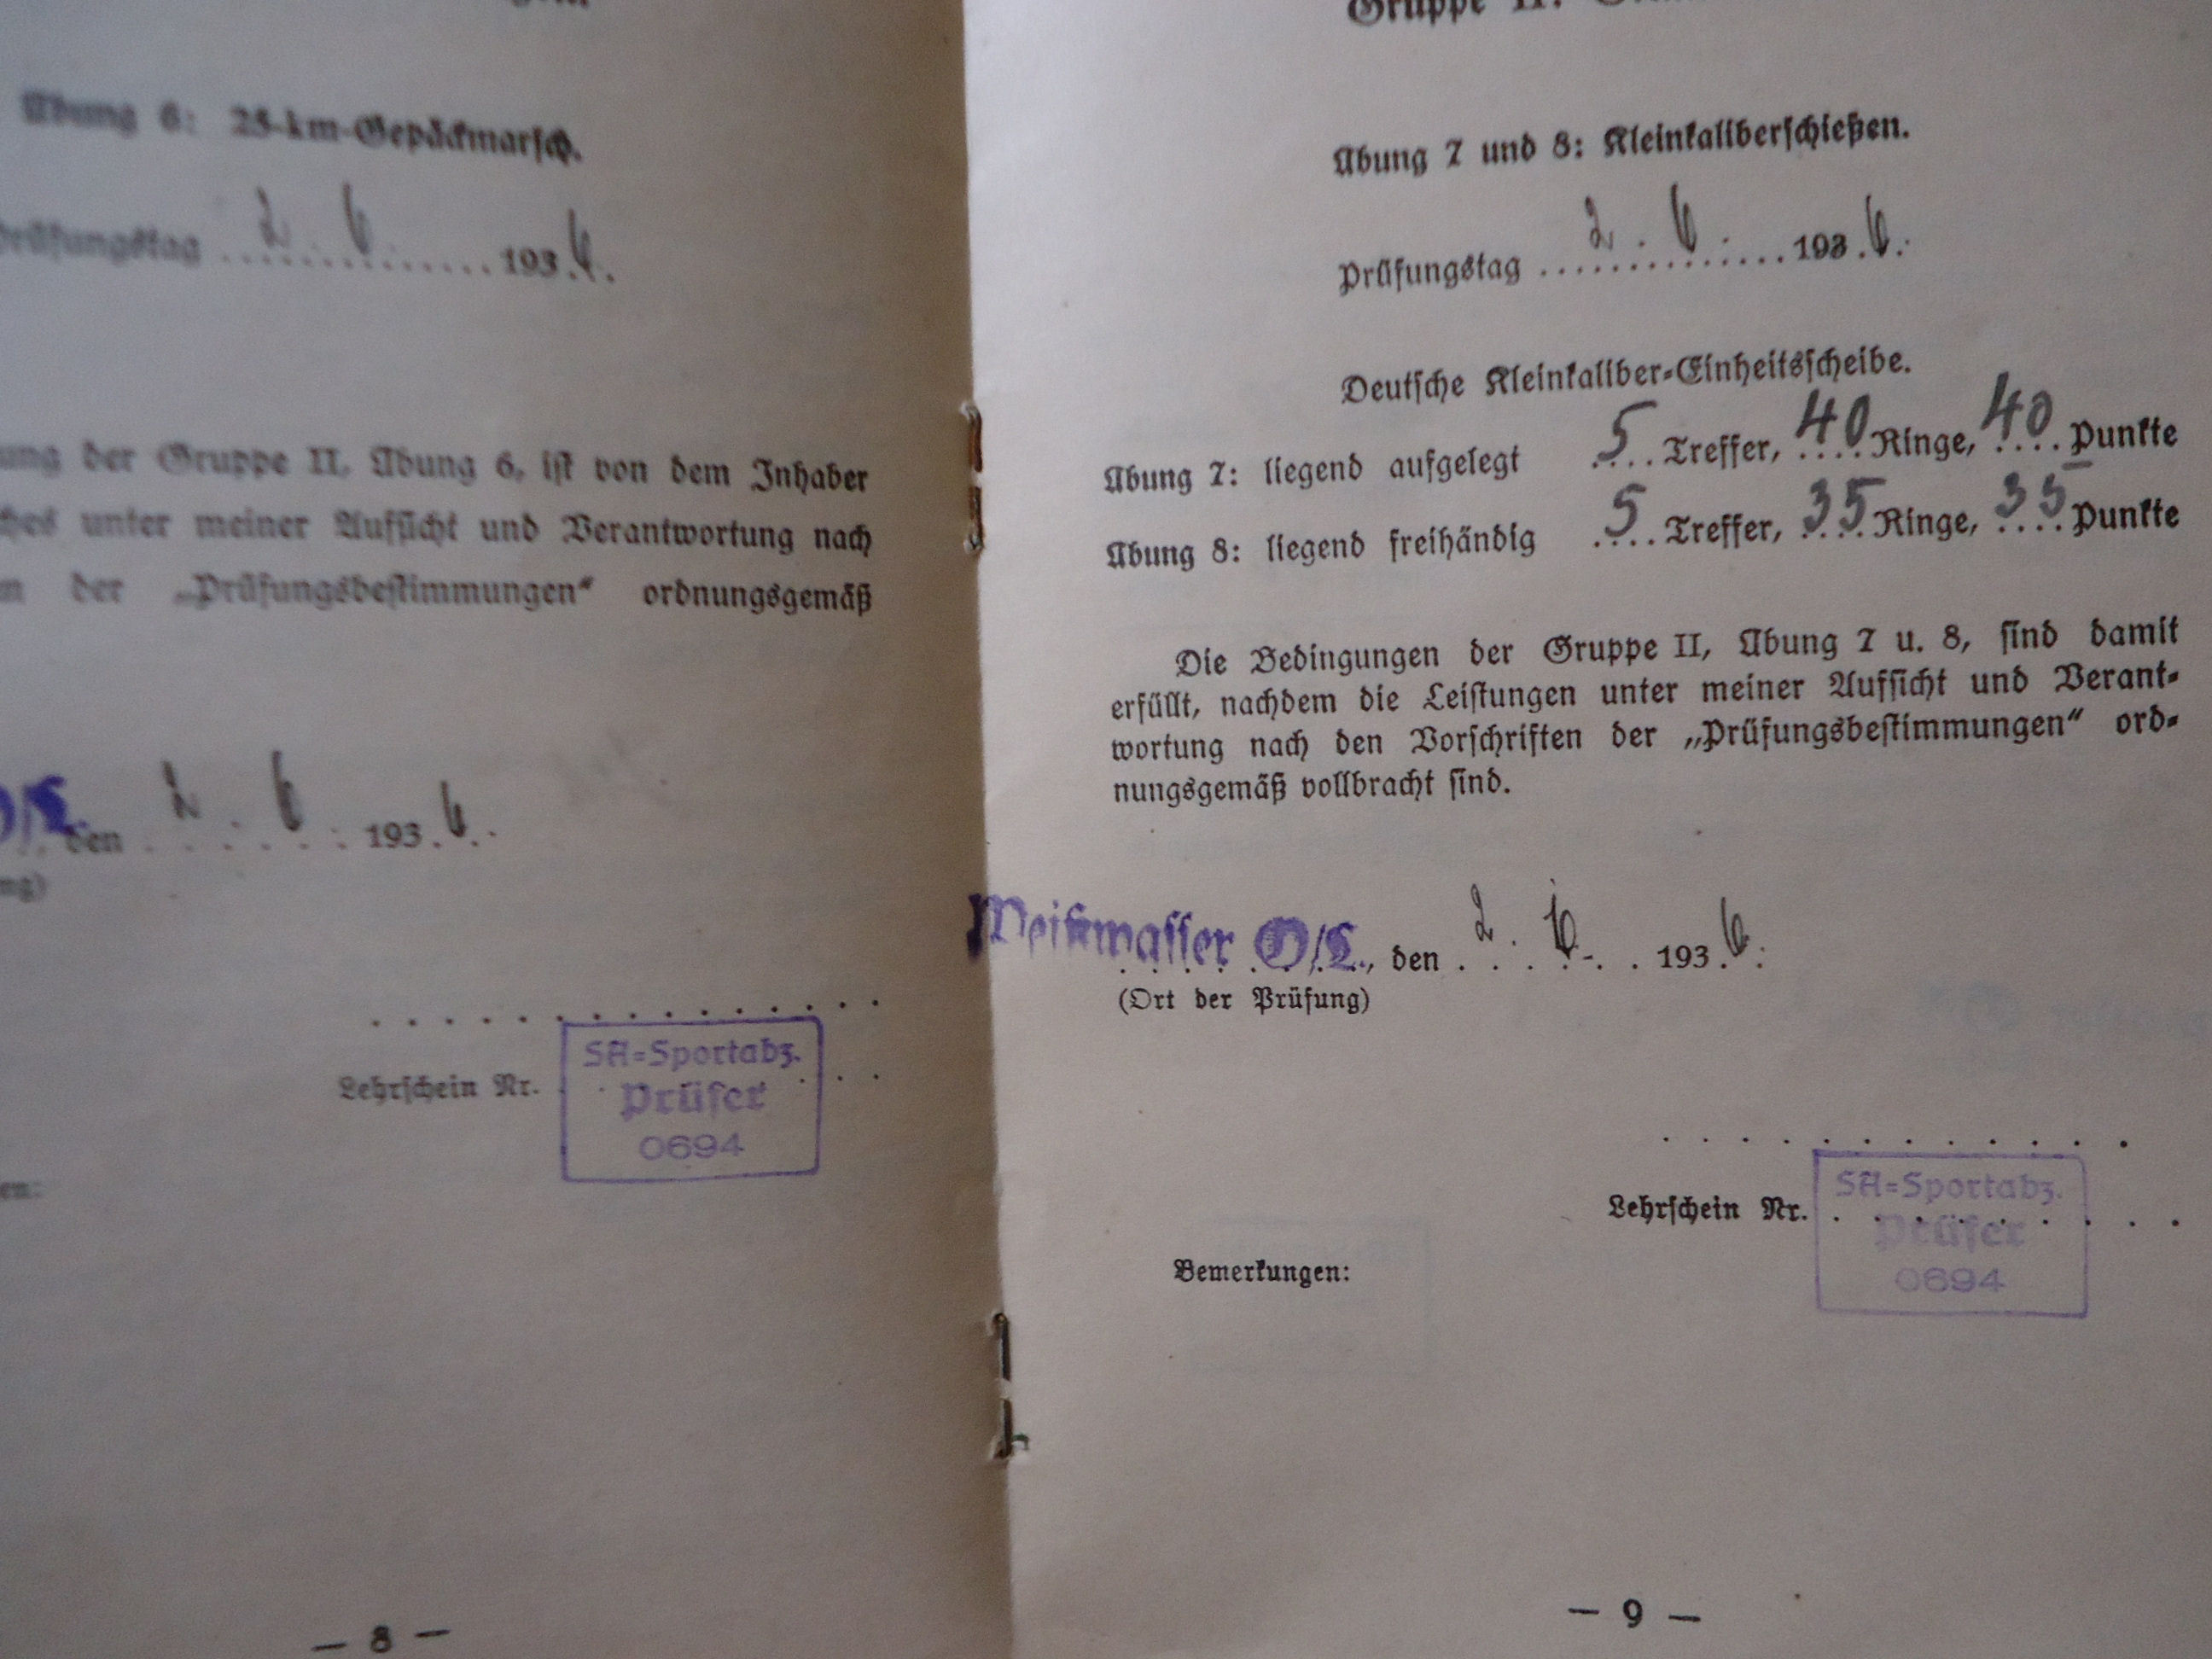 Übung 6: 25-km-Gepäckmarsch.
Prüfungstag 2. 6. 1936.
ung der Gruppe II, Übung 6, ist von dem Inhaber
ches unter meiner Aufsicht und Verantwortung nach
n der „Prüfungsbestimmungen“ ordnungsgemäß
O/L. den 2. 6. 1936.
ng)
Lehrschein Nr.
SA=Sportabz.
Prüfer
0694
en:
— 8 —
Gruppe II.
Übung 7 und 8: Kleinkaliberschießen.
Prüfungstag 2. 6. 1936.
Deutsche Kleinkaliber-Einheitsscheibe.
Übung 7: liegend aufgelegt 5 Treffer, 40 Ringe, 40 Punkte
Übung 8: liegend freihändig 5 Treffer, 35 Ringe, 35 Punkte
Die Bedingungen der Gruppe II, Übung 7 u. 8, sind damit
erfüllt, nachdem die Leistungen unter meiner Aufsicht und Verant-
wortung nach den Vorschriften der „Prüfungsbestimmungen“ ord-
nungsgemäß vollbracht sind.
Weißwasser O/L., den 2. 6. 1936.
(Ort der Prüfung)
Lehrschein Nr.
SA=Sportabz.
Prüfer
0694
Bemerkungen:
— 9 —